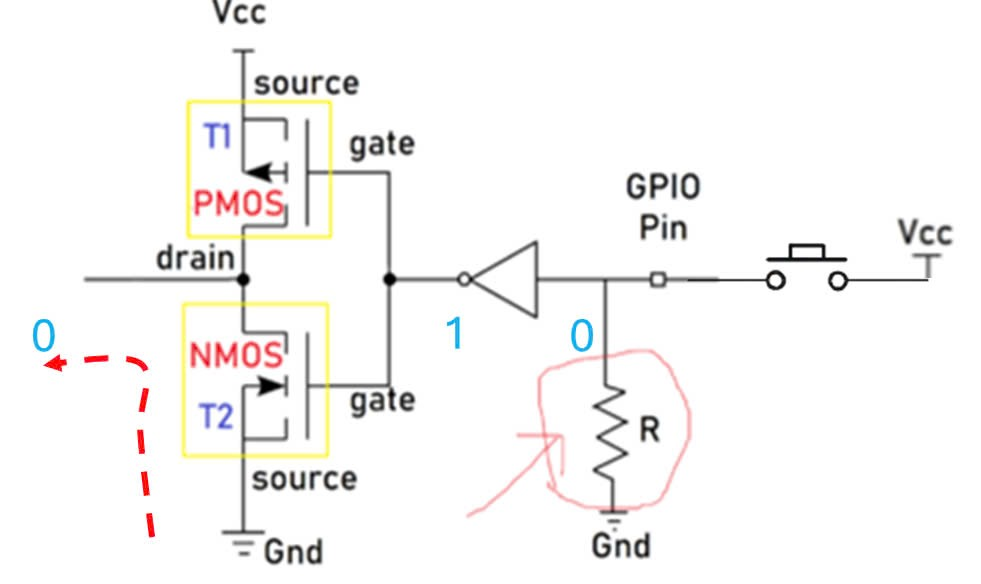 Vcc
source
T1
gate
PMOS
GPIO
Pin
Vcc
drain
0
1
0
NMOS
T2
gate
R
source
Gnd
Gnd